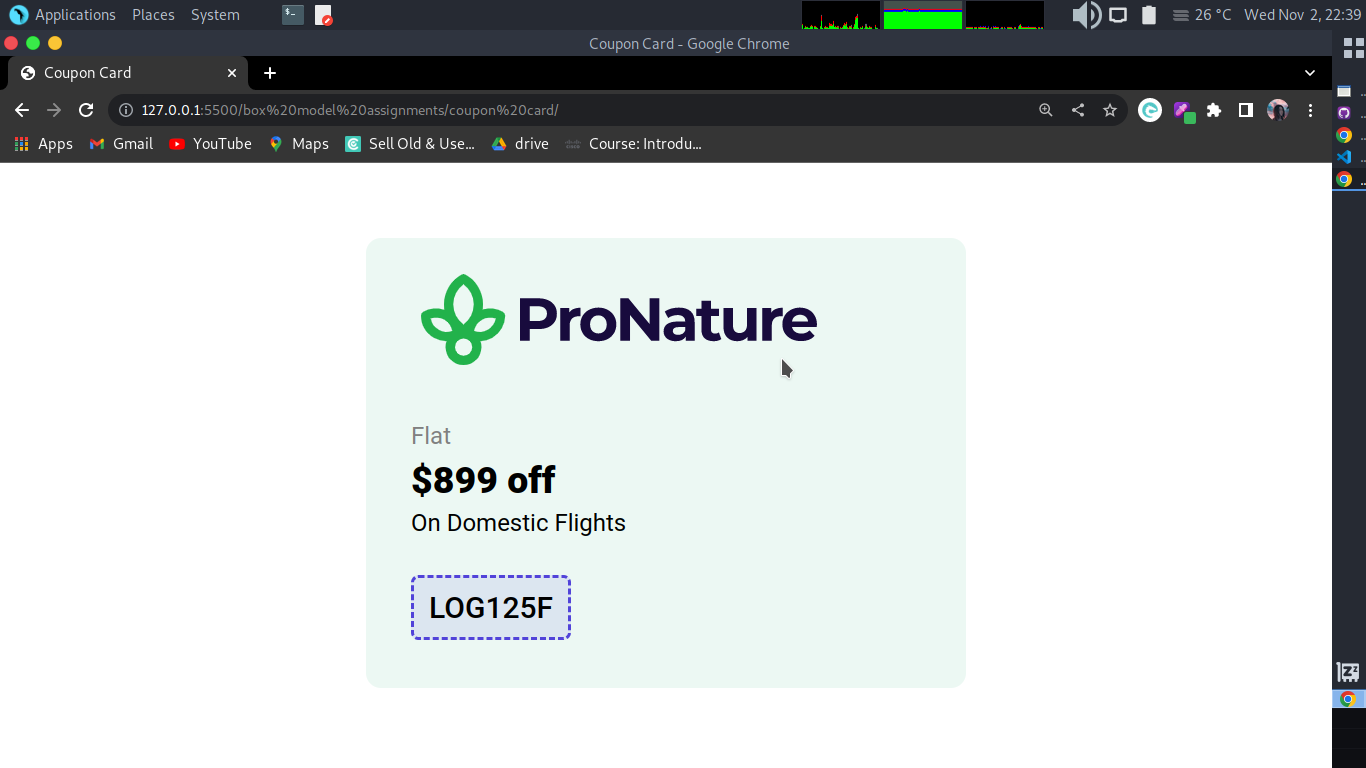 Applications Places System
26 °C Wed Nov 2, 22:39
Coupon Card - Google Chrome
Coupon Card
127.0.0.1:5500/box%20model%20assignments/coupon%20card/
Apps Gmail YouTube Maps Sell Old & Use... drive Course: Introdu...
ProNature
Flat
$899 off
On Domestic Flights
LOG125F